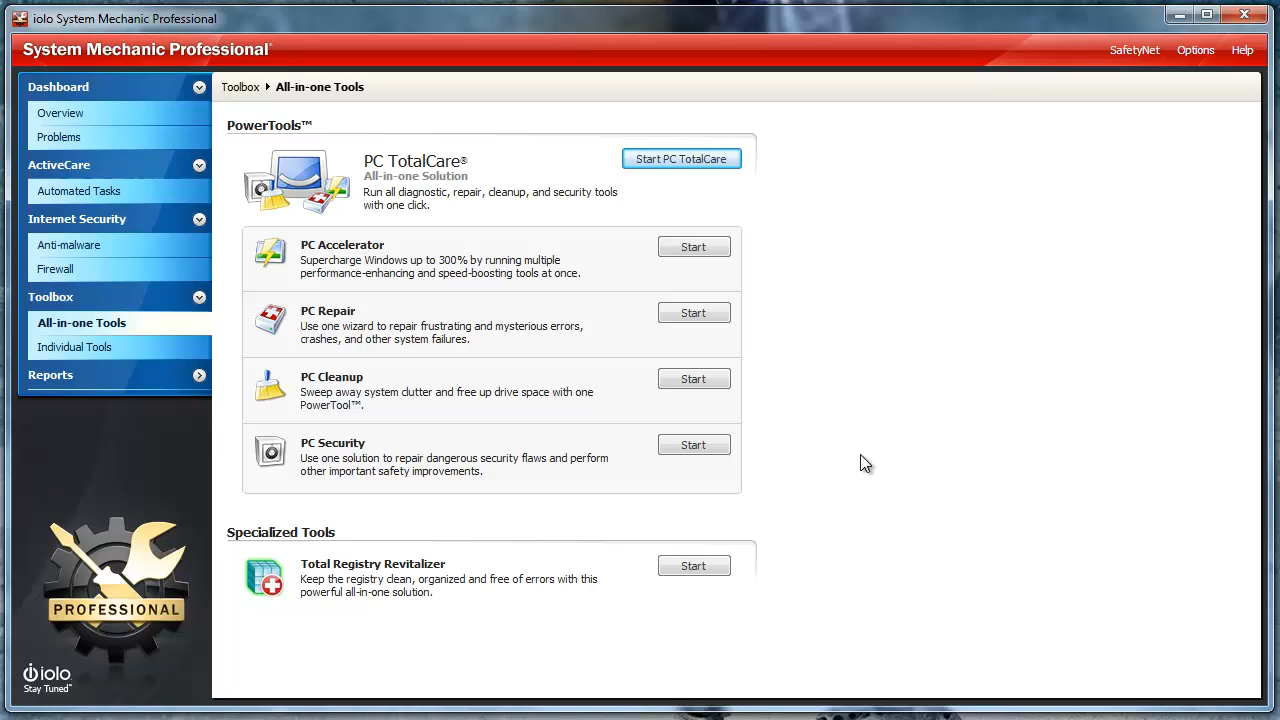 iolo System Mechanic Professional
System Mechanic Professional®
SafetyNet Options Help
Dashboard
Overview
Problems
ActiveCare
Automated Tasks
Internet Security
Anti-malware
Firewall
Toolbox
All-in-one Tools
Individual Tools
Reports
PROFESSIONAL
iolo
Stay Tuned™
Toolbox All-in-one Tools
PowerTools™
PC TotalCare®
All-in-one Solution
Run all diagnostic, repair, cleanup, and security tools
with one click.
Start PC TotalCare
PC Accelerator
Supercharge Windows up to 300% by running multiple
performance-enhancing and speed-boosting tools at once.
Start
PC Repair
Use one wizard to repair frustrating and mysterious errors,
crashes, and other system failures.
Start
PC Cleanup
Sweep away system clutter and free up drive space with one
PowerTool™.
Start
PC Security
Use one solution to repair dangerous security flaws and perform
other important safety improvements.
Start
Specialized Tools
Total Registry Revitalizer
Keep the registry clean, organized and free of errors with this
powerful all-in-one solution.
Start